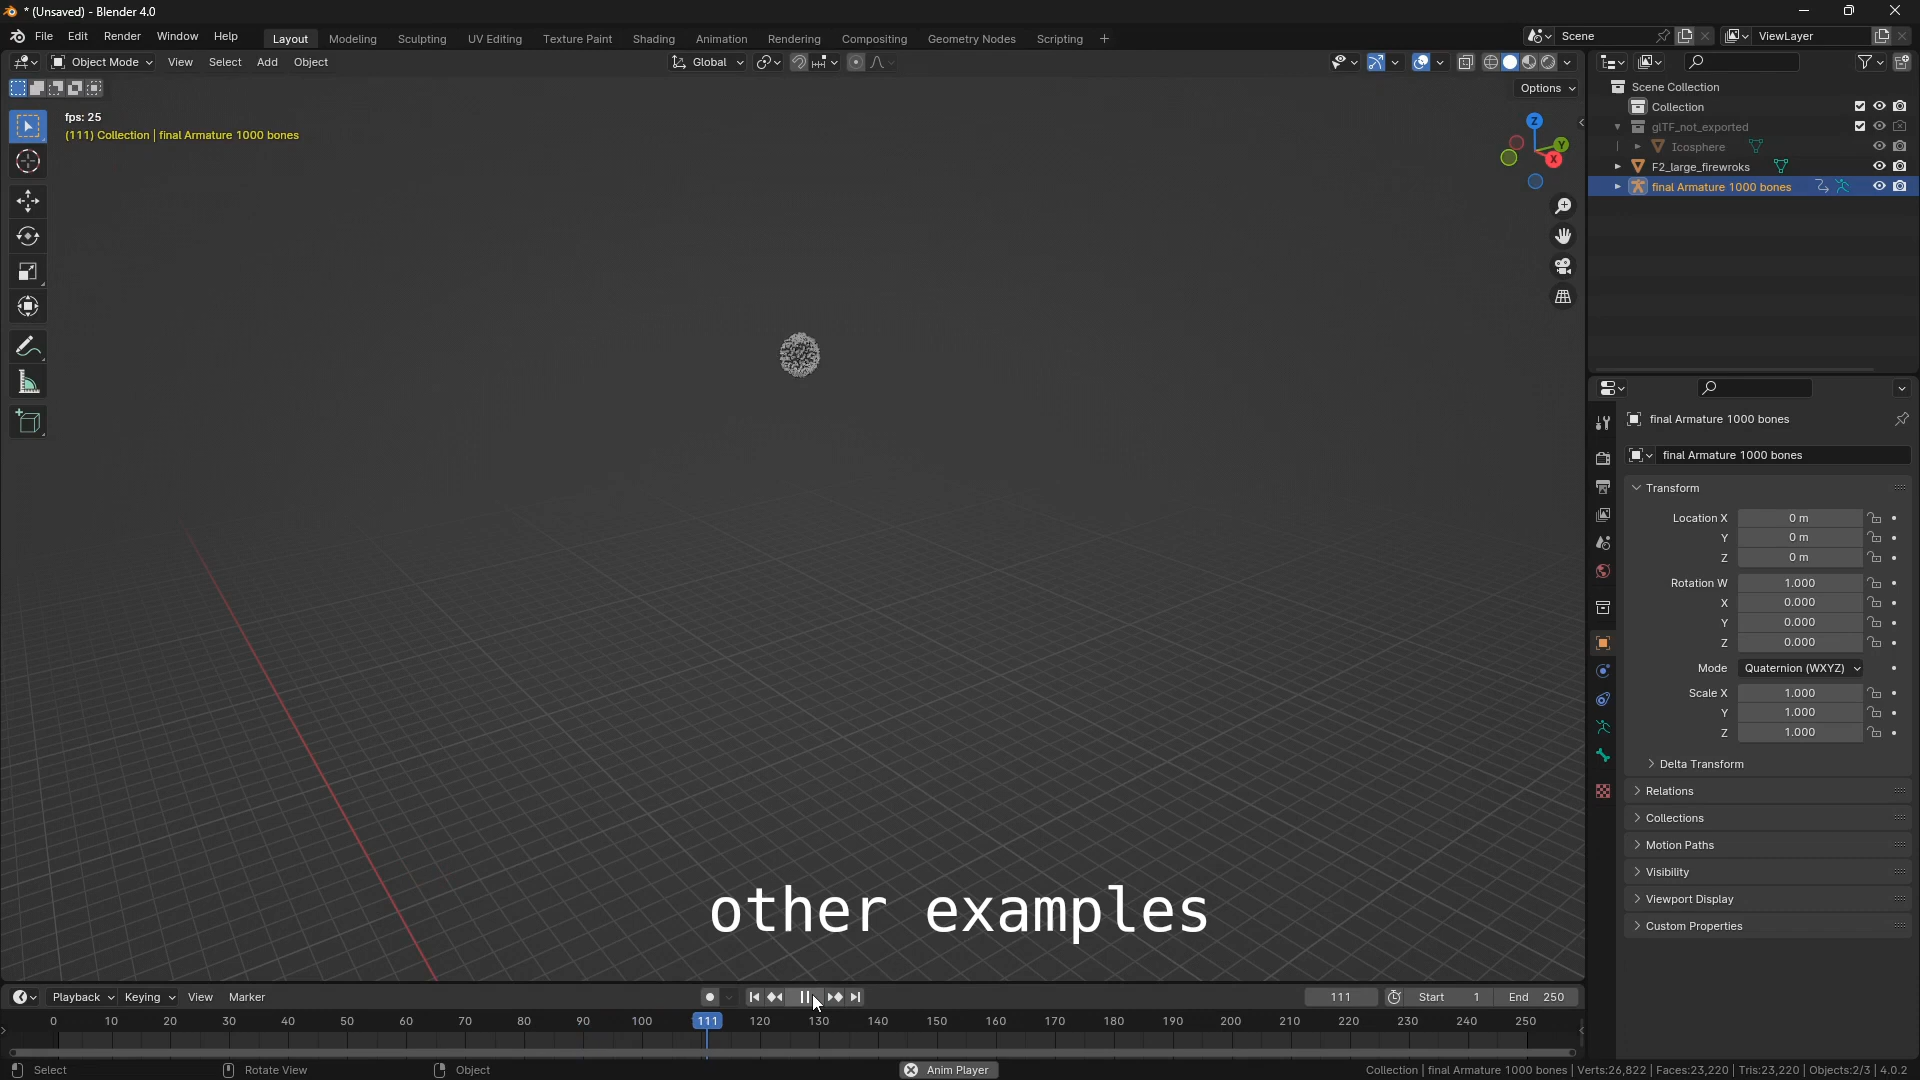 * (Unsaved) - Blender 4.0
File Edit Render Window Help
Layout Modeling Sculpting UV Editing Texture Paint Shading Animation Rendering Compositing Geometry Nodes Scripting +
Scene
ViewLayer
Object Mode View Select Add Object
Global
Options
fps: 25
(111) Collection | final Armature 1000 bones
Z
Y
X
Scene Collection
Collection
glTF_not_exported
Icosphere
F2_large_firewroks
final Armature 1000 bones
final Armature 1000 bones
final Armature 1000 bones
Transform
Location X 0 m
Y 0 m
Z 0 m
Rotation W 1.000
X 0.000
Y 0.000
Z 0.000
Mode Quaternion (WXYZ)
Scale X 1.000
Y 1.000
Z 1.000
Delta Transform
Relations
Collections
Motion Paths
Visibility
Viewport Display
Custom Properties
other examples
Playback Keying View Marker
111 Start 1 End 250
0 10 20 30 40 50 60 70 80 90 100 111 120 130 140 150 160 170 180 190 200 210 220 230 240 250
Select Rotate View Object Anim Player
Collection | final Armature 1000 bones | Verts:26,822 | Faces:23,220 | Tris:23,220 | Objects:2/3 | 4.0.2